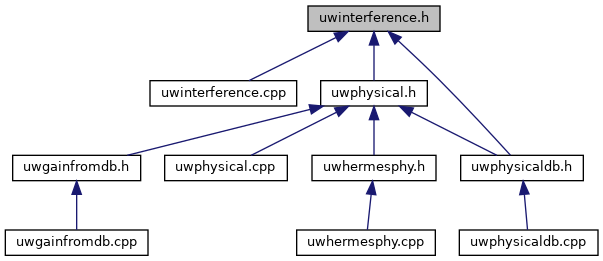 uwinterference.h
uwinterference.cpp
uwphysical.h
uwgainfromdb.h
uwphysical.cpp
uwhermesphy.h
uwphysicaldb.h
uwgainfromdb.cpp
uwhermesphy.cpp
uwphysicaldb.cpp